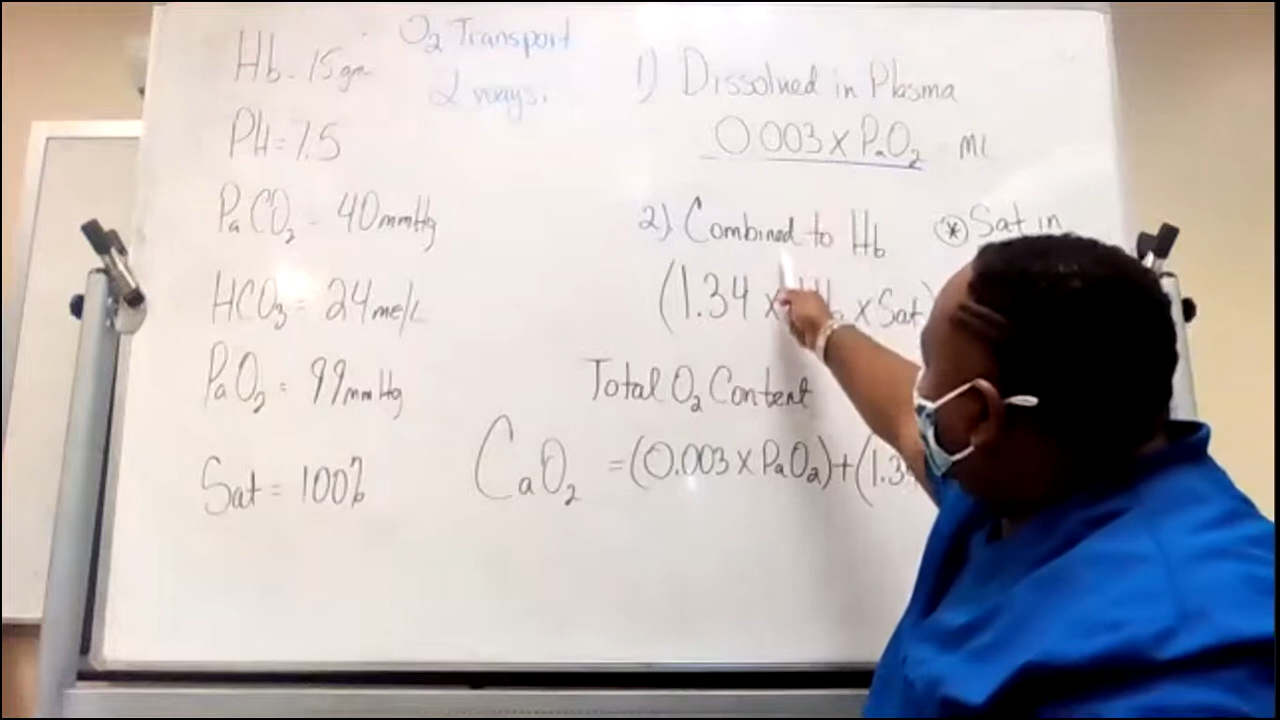 O₂ Transport
2 ways.
Hb - 15gm
PH = 7.5
PaCO₂ - 40mmHg
HCO₃ = 24me/L
PaO₂ = 99mmHg
Sat = 100%
1) Dissolved in Plasma
0.003 x PaO₂ ml
2) Combined to Hb * Sat in
(1.34 x Hb x Sat)
Total O₂ Content
CaO₂ = (0.003 x PaO₂) + (1.34